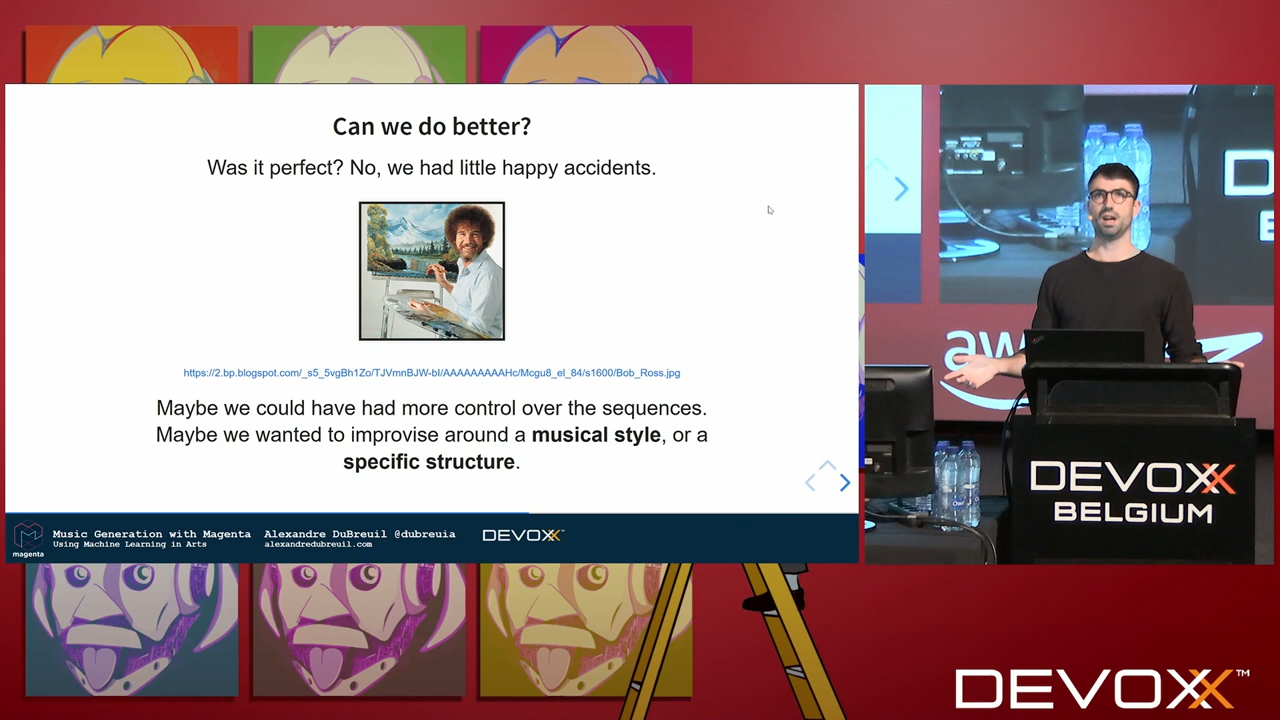 Can we do better?
Was it perfect? No, we had little happy accidents.
https://2.bp.blogspot.com/_s5_5vgBh1Zo/TJVmnBJW-bI/AAAAAAAAAHc/Mcgu8_el_84/s1600/Bob_Ross.jpg
Maybe we could have had more control over the sequences.
Maybe we wanted to improvise around a musical style, or a
specific structure.
magenta
Music Generation with Magenta
Using Machine Learning in Arts
Alexandre DuBreuil @dubreuia
alexandredubreuil.com
DEVOXX™
aw
DEVOXX
BELGIUM
DEVOXX™